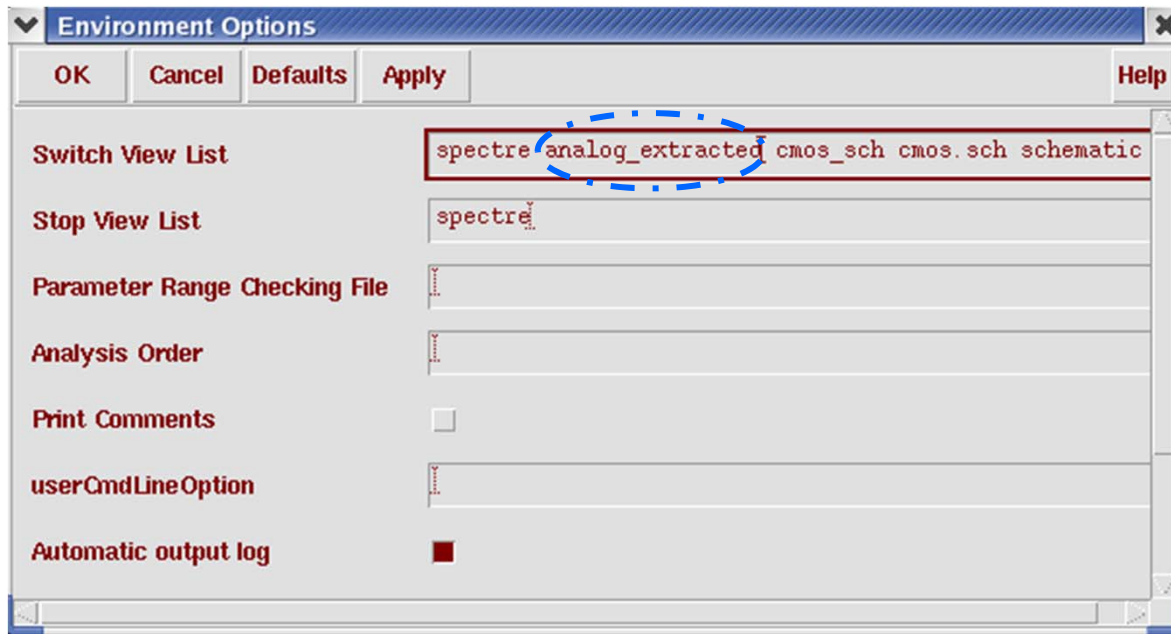 Environment Options
OK Cancel Defaults Apply Help
Switch View List spectre analog_extracted cmos_sch cmos.sch schematic
Stop View List spectre
Parameter Range Checking File
Analysis Order
Print Comments
userCmdLineOption
Automatic output log